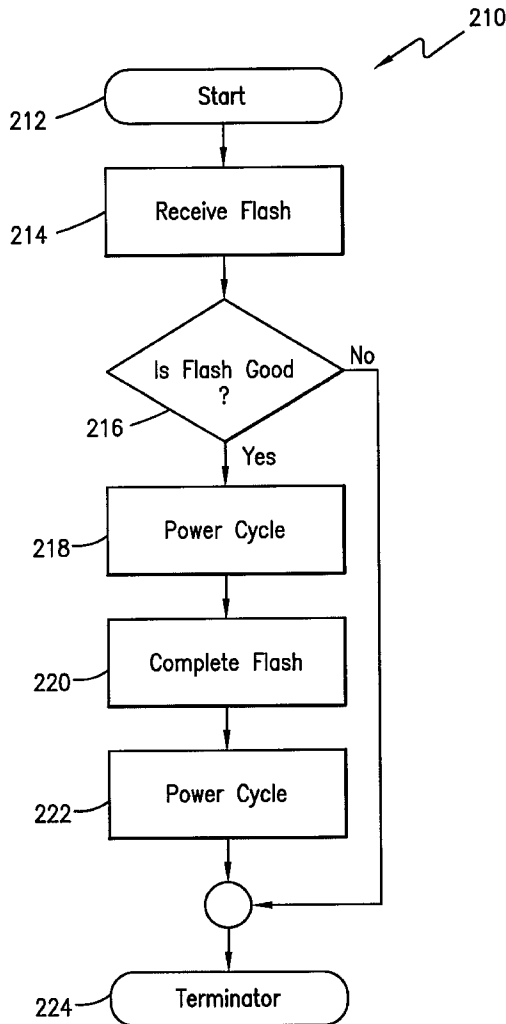 210
Start
212
Receive Flash
214
No
Is Flash Good
?
216
Yes
Power Cycle
218
Complete Flash
220
Power Cycle
222
Terminator
224